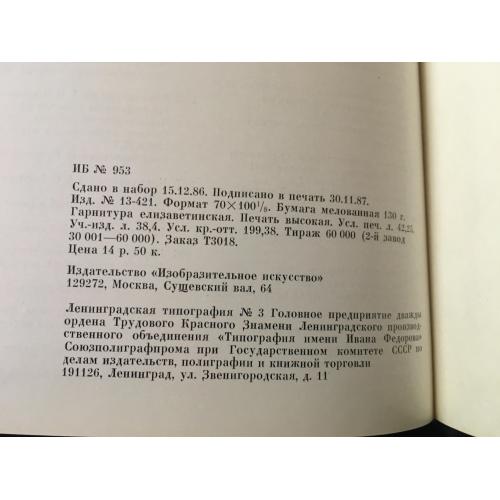 ИБ № 953
Сдано в набор 15.12.86. Подписано в печать 30.11.87.
Изд. № 13-421. Формат 70×100¹/₈. Бумага мелованная 130 г.
Гарнитура елизаветинская. Печать высокая. Усл. печ. л. 42,25.
Уч.-изд. л. 38,4. Усл. кр.-отт. 199,38. Тираж 60 000 (2-й завод
30 001—60 000). Заказ Т3018.
Цена 14 р. 50 к.
Издательство «Изобразительное искусство»
129272, Москва, Сущевский вал, 64
Ленинградская типография № 3 Головное предприятие дважды
ордена Трудового Красного Знамени Ленинградского производ-
ственного объединения «Типография имени Ивана Федорова»
Союзполиграфпрома при Государственном комитете СССР по
делам издательств, полиграфии и книжной торговли
191126, Ленинград, ул. Звенигородская, д. 11